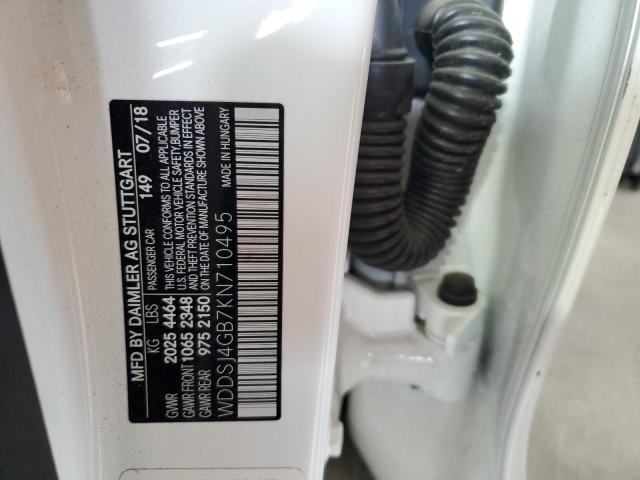 MFD BY DAIMLER AG STUTTGART
PASSENGER CAR 149 07/18
KG LBS
THIS VEHICLE CONFORMS TO ALL APPLICABLE
U.S. FEDERAL MOTOR VEHICLE SAFETY,BUMPER
AND THEFT PREVENTION STANDARDS IN EFFECT
ON THE DATE OF MANUFACTURE SHOWN ABOVE
GVWR 2025 4464
GAWR FRONT 1065 2348
GAWR REAR 975 2150
WDDSJ4GB7KN710495
MADE IN HUNGARY